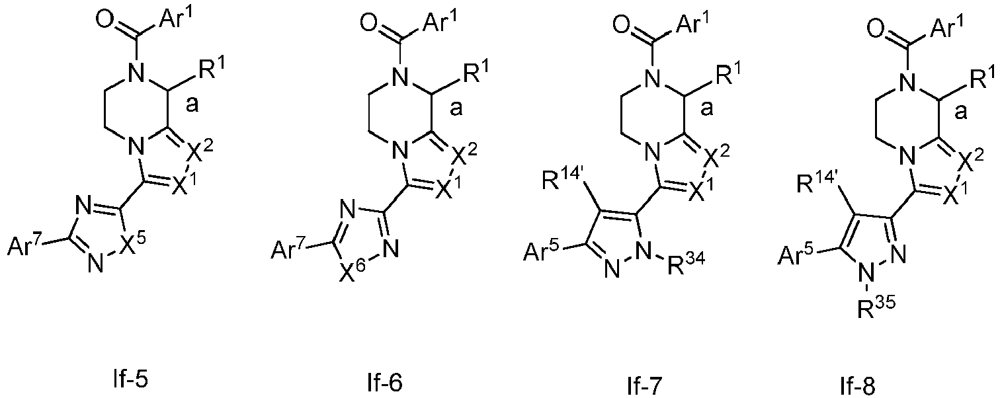 O Ar¹ O Ar¹ O Ar¹ O Ar¹
N R¹ N R¹ N R¹ N R¹
a a a a
N X² N X² N X² N X²
X¹ X¹ R¹⁴' X¹ R¹⁴' X¹
N N
Ar⁷ X⁵ Ar⁷ N Ar⁵ N Ar⁵ N
N X⁶ N R³⁴ N
R³⁵
If-5 If-6 If-7 If-8